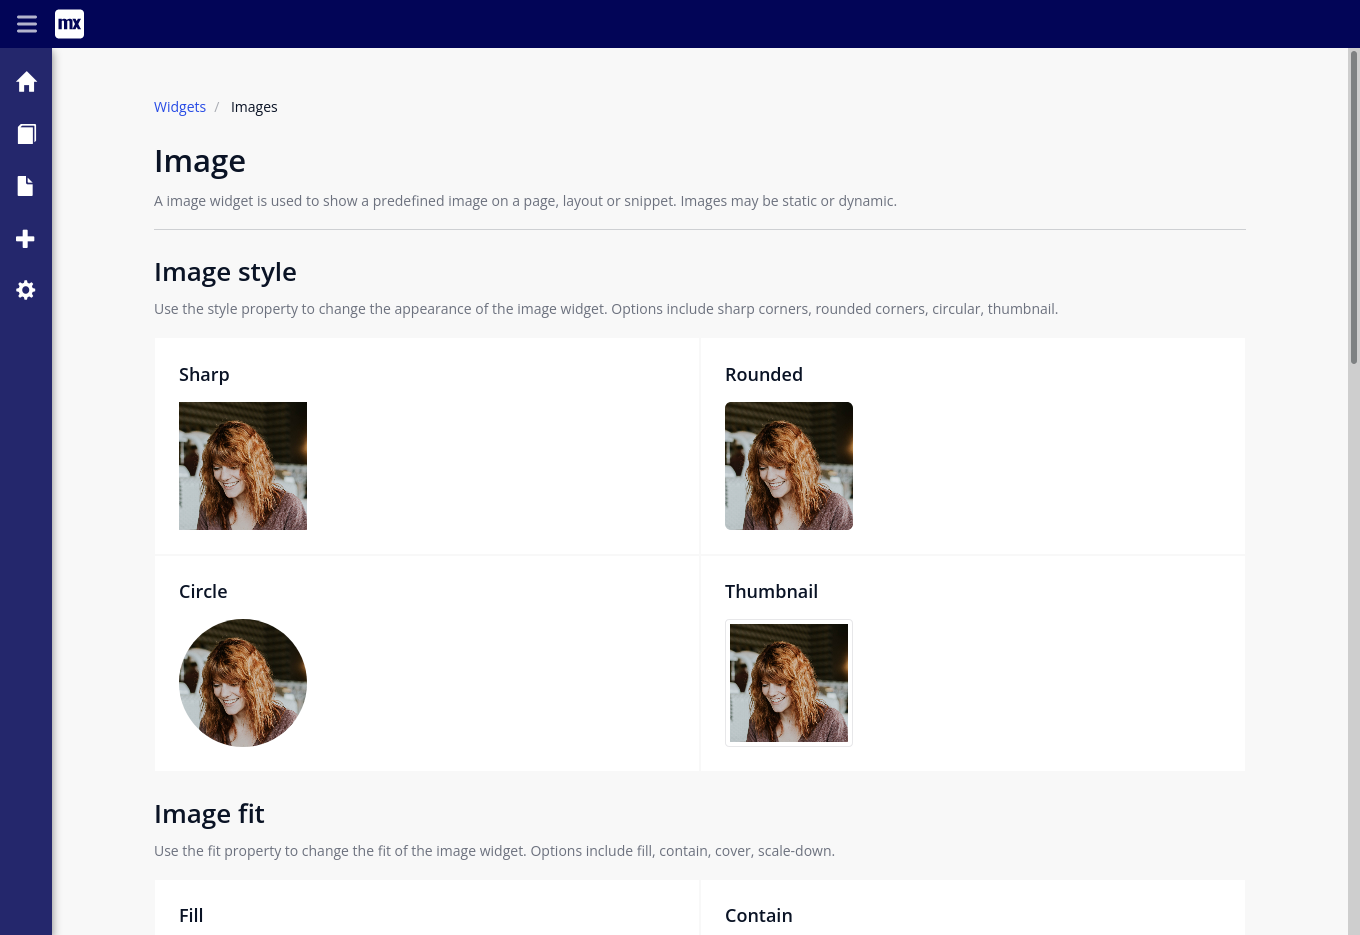 mx
Widgets / Images
Image
A image widget is used to show a predefined image on a page, layout or snippet. Images may be static or dynamic.
Image style
Use the style property to change the appearance of the image widget. Options include sharp corners, rounded corners, circular, thumbnail.
Sharp
Rounded
Circle
Thumbnail
Image fit
Use the fit property to change the fit of the image widget. Options include fill, contain, cover, scale-down.
Fill
Contain